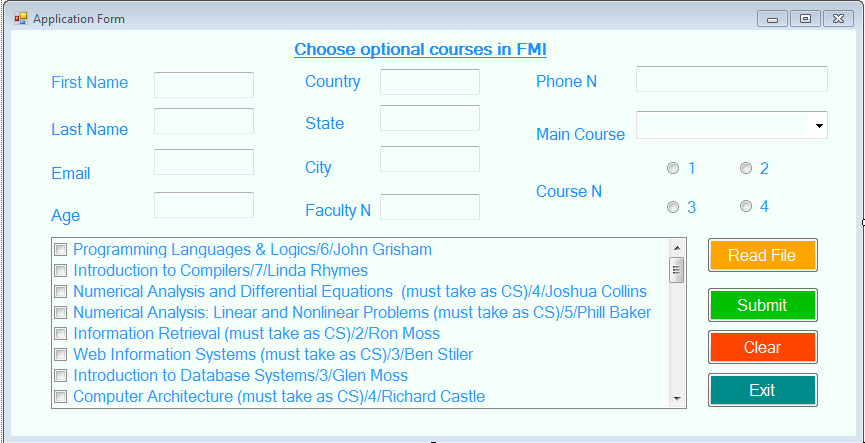 Application Form
Choose optional courses in FMI
First Name
Country
Phone N
Last Name
State
Main Course
Email
City
Course N
1
2
3
4
Age
Faculty N
Programming Languages & Logics/6/John Grisham
Introduction to Compilers/7/Linda Rhymes
Numerical Analysis and Differential Equations  (must take as CS)/4/Joshua Collins
Numerical Analysis: Linear and Nonlinear Problems (must take as CS)/5/Phill Baker
Information Retrieval (must take as CS)/2/Ron Moss
Web Information Systems (must take as CS)/3/Ben Stiler
Introduction to Database Systems/3/Glen Moss
Computer Architecture (must take as CS)/4/Richard Castle
Read File
Submit
Clear
Exit